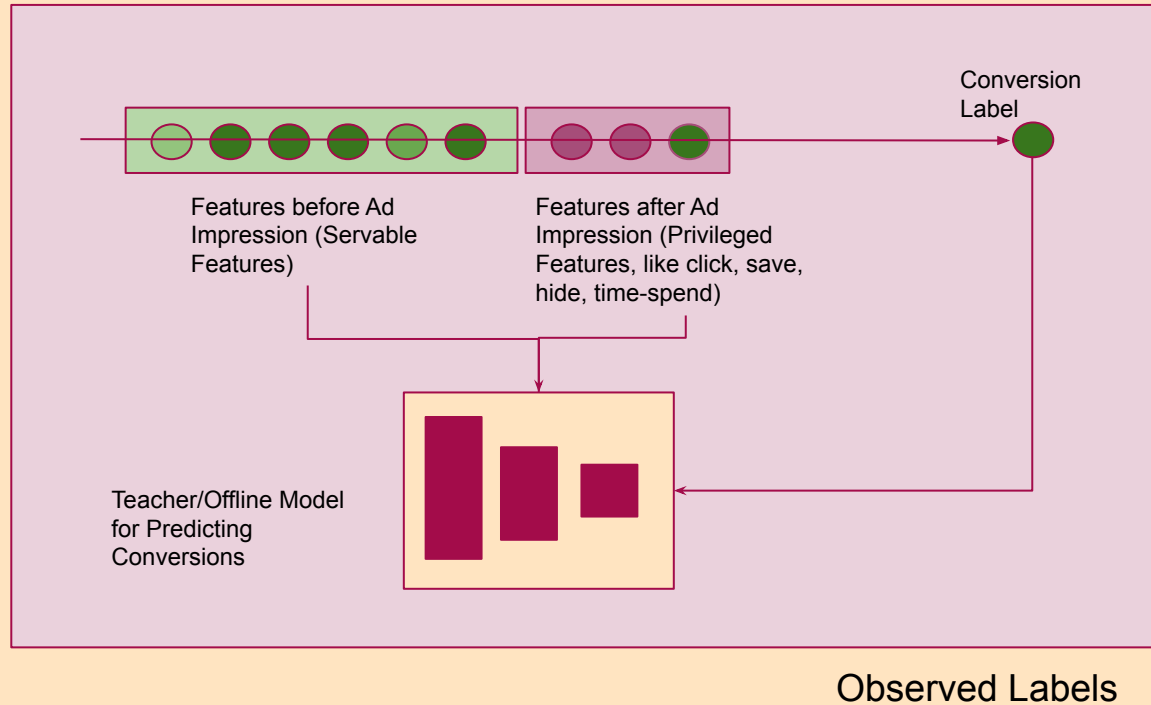 Conversion
Label
Features before Ad
Impression (Servable
Features)
Features after Ad
Impression (Privileged
Features, like click, save,
hide, time-spend)
Teacher/Offline Model
for Predicting
Conversions
Observed Labels